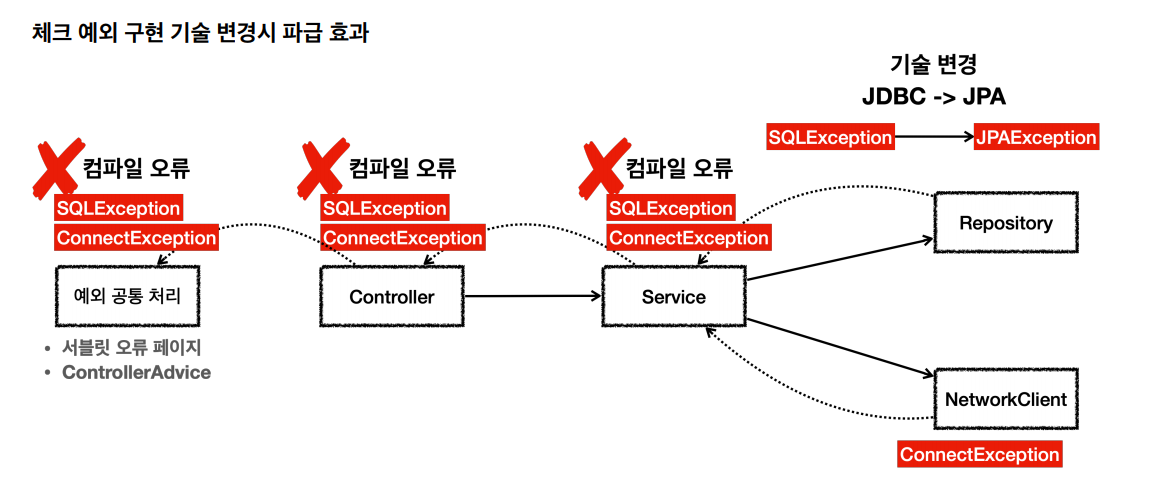 체크 예외 구현 기술 변경시 파급 효과
기술 변경
JDBC -> JPA
SQLException
JPAException
컴파일 오류
SQLException
ConnectException
예외 공통 처리
• 서블릿 오류 페이지
• ControllerAdvice
컴파일 오류
SQLException
ConnectException
Controller
컴파일 오류
SQLException
ConnectException
Service
Repository
NetworkClient
ConnectException